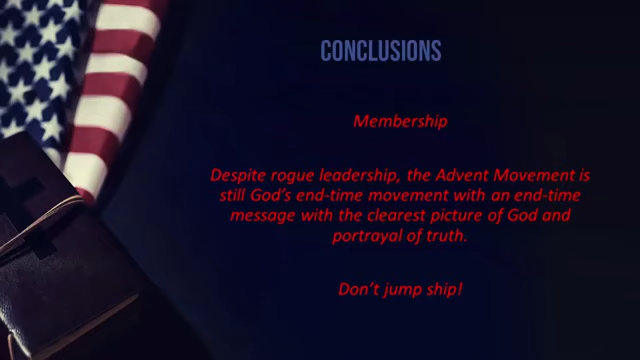 CONCLUSIONS
Membership
Despite rogue leadership, the Advent Movement is
still God's end-time movement with an end-time
message with the clearest picture of God and
portrayal of truth.
Don't jump ship!